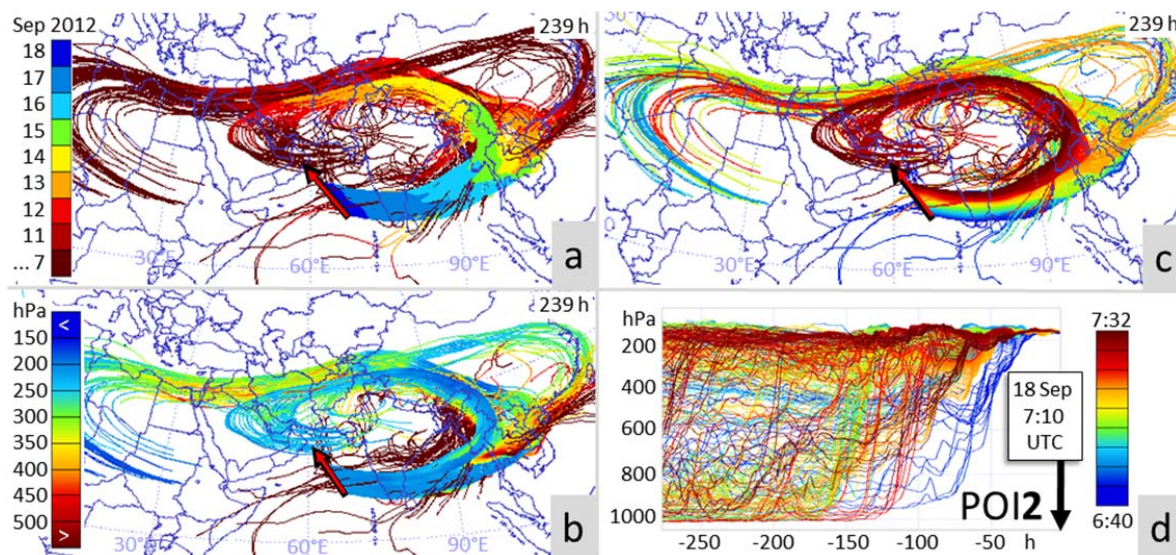 Sep 2012
239 h
18
17
16
15
14
13
12
11
... 7
30°E
60°E
90°E
a
239 h
30°E
60°E
90°E
c
hPa
<
150
200
250
300
350
400
450
500
>
239 h
30°E
60°E
90°E
b
hPa
200
400
600
800
1000
-250
-200
-150
-100
-50
h
18 Sep
7:10
UTC
POI2
7:32
6:40
d